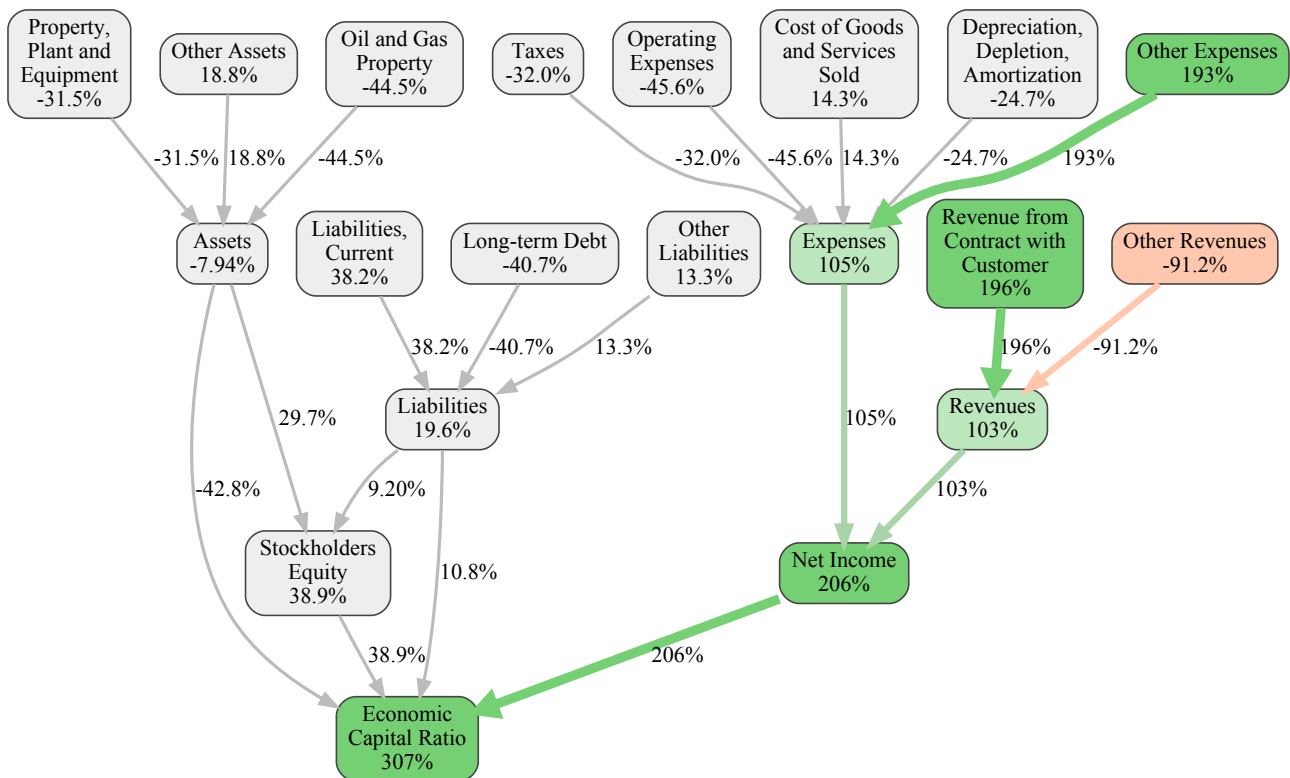 Property,
Plant and
Equipment
-31.5%
Other Assets
18.8%
Oil and Gas
Property
-44.5%
Taxes
-32.0%
Operating
Expenses
-45.6%
Cost of Goods
and Services
Sold
14.3%
Depreciation,
Depletion,
Amortization
-24.7%
Other Expenses
193%
-31.5%
18.8%
-44.5%
-32.0%
-45.6%
14.3%
-24.7%
193%
Assets
-7.94%
Liabilities,
Current
38.2%
Long-term Debt
-40.7%
Other
Liabilities
13.3%
Expenses
105%
Revenue from
Contract with
Customer
196%
Other Revenues
-91.2%
38.2%
-40.7%
13.3%
196%
-91.2%
29.7%
Liabilities
19.6%
105%
Revenues
103%
-42.8%
9.20%
103%
Stockholders
Equity
38.9%
10.8%
Net Income
206%
38.9%
206%
Economic
Capital Ratio
307%